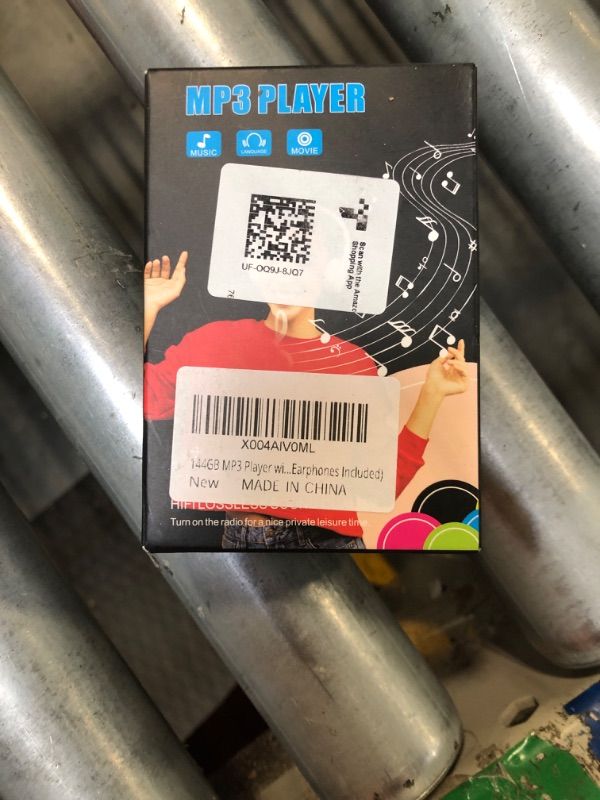 MP3 PLAYER
MUSIC
LANGUAGE
MOVIE
Scan with the Amazo
Shopping App
UF-OQ9J-8JQ7
X004AIV0ML
144GB MP3 Player wi...Earphones Included)
New MADE IN CHINA
Turn on the radio for a nice private leisure time.